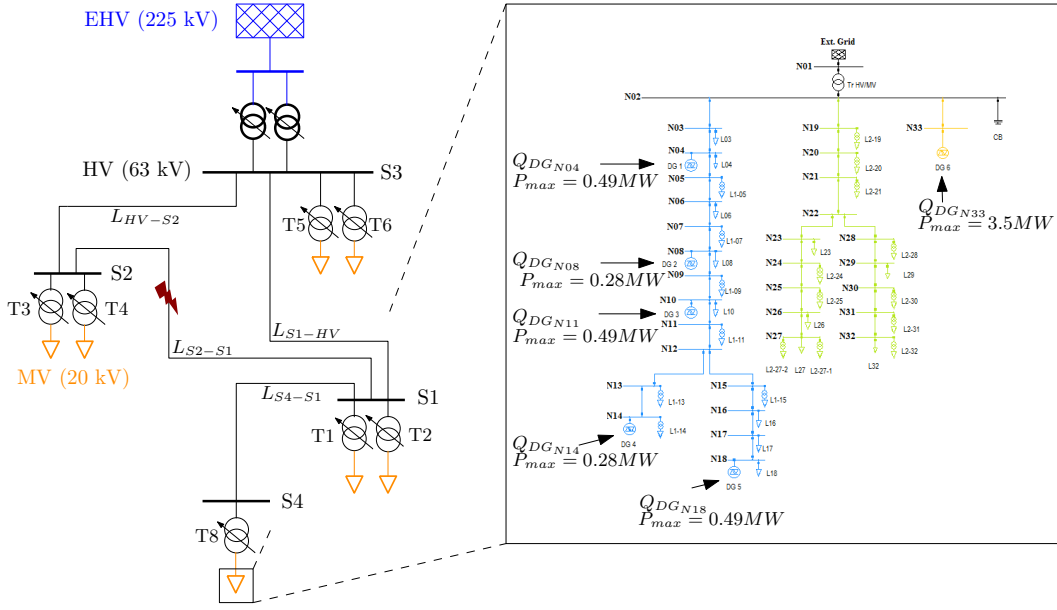 EHV (225 kV)
HV (63 kV)
S3
L_{HV-S2}
T5
T6
S2
T3
T4
L_{S1-HV}
L_{S2-S1}
MV (20 kV)
L_{S4-S1}
S1
T1
T2
S4
T8
Ext. Grid
N01
Tr HV/MV
N02
CB
N03
L03
N04
DG 1
L04
Q_{DG_{N04}}
P_{max} = 0.49MW
N05
L1-05
N06
L06
N07
L1-07
N08
DG 2
L08
Q_{DG_{N08}}
P_{max} = 0.28MW
N09
L1-09
N10
DG 3
L10
Q_{DG_{N11}}
P_{max} = 0.49MW
N11
L1-11
N12
N13
L1-13
N14
DG 4
L1-14
Q_{DG_{N14}}
P_{max} = 0.28MW
N15
L1-15
N16
L16
N17
L17
N18
DG 5
L18
Q_{DG_{N18}}
P_{max} = 0.49MW
N19
L2-19
N20
L2-20
N21
L2-21
N22
N23
L23
N24
L2-24
N25
L2-25
N26
L26
N27
L2-27-2
L27
L2-27-1
N28
L2-28
N29
L29
N30
L2-30
N31
L2-31
N32
L32
L2-32
N33
DG 6
Q_{DG_{N33}}
P_{max} = 3.5MW